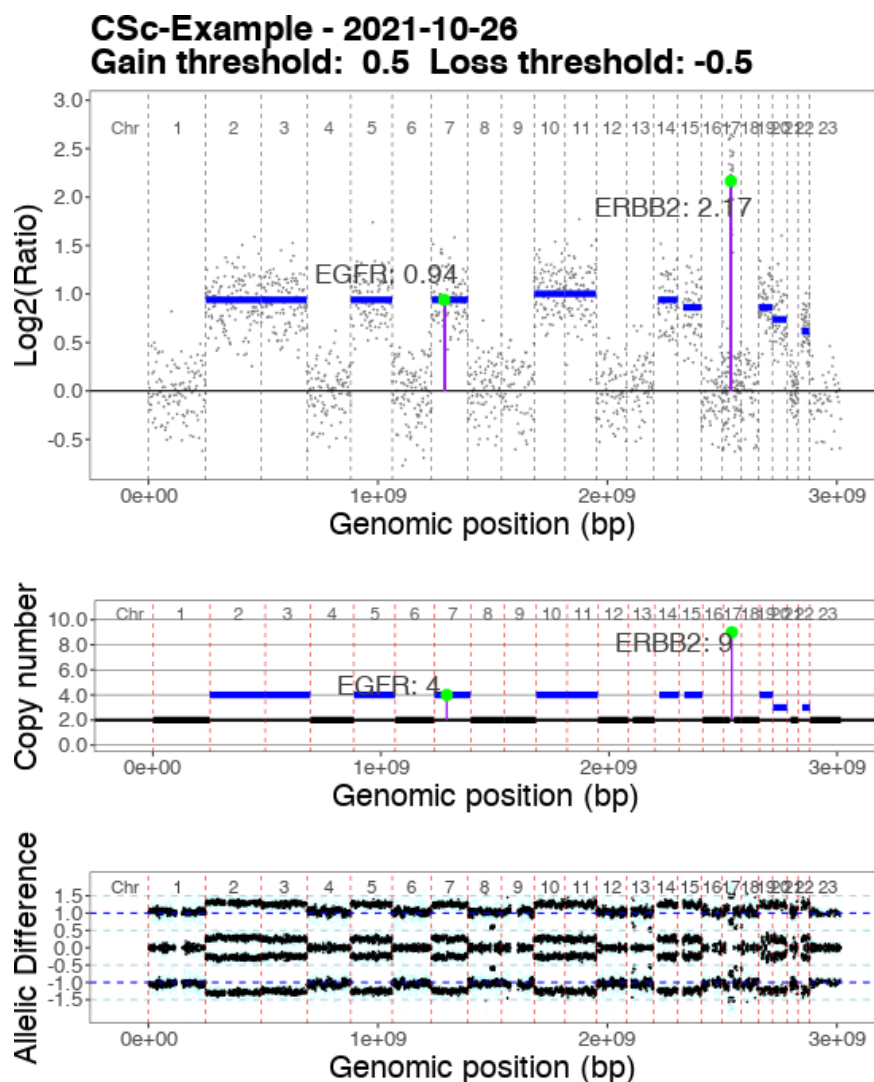 CSc-Example - 2021-10-26
Gain threshold: 0.5 Loss threshold: -0.5
Log2(Ratio)
3.0
2.5
2.0
1.5
1.0
0.5
0.0
-0.5
Chr 1 2 3 4 5 6 7 8 9 10 11 12 13 14 15 16 17 18 19 20 21 22 23
ERBB2: 2.17
EGFR: 0.94
0e+00 1e+09 2e+09 3e+09
Genomic position (bp)
Copy number
10.0
8.0
6.0
4.0
2.0
0.0
Chr 1 2 3 4 5 6 7 8 9 10 11 12 13 14 15 16 17 18 19 20 21 22 23
ERBB2: 9
EGFR: 4
0e+00 1e+09 2e+09 3e+09
Genomic position (bp)
Allelic Difference
1.5
1.0
0.5
0.0
-0.5
-1.0
-1.5
Chr 1 2 3 4 5 6 7 8 9 10 11 12 13 14 15 16 17 18 19 20 21 22 23
0e+00 1e+09 2e+09 3e+09
Genomic position (bp)